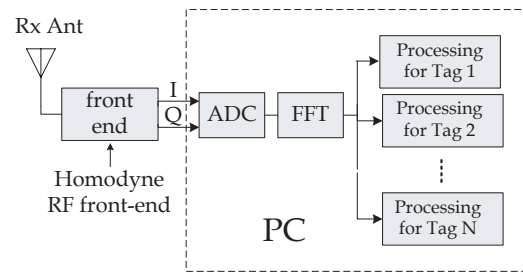 Rx Ant
front
end
I
Q
Homodyne
RF front-end
ADC
FFT
Processing
for Tag 1
Processing
for Tag 2
Processing
for Tag N
PC